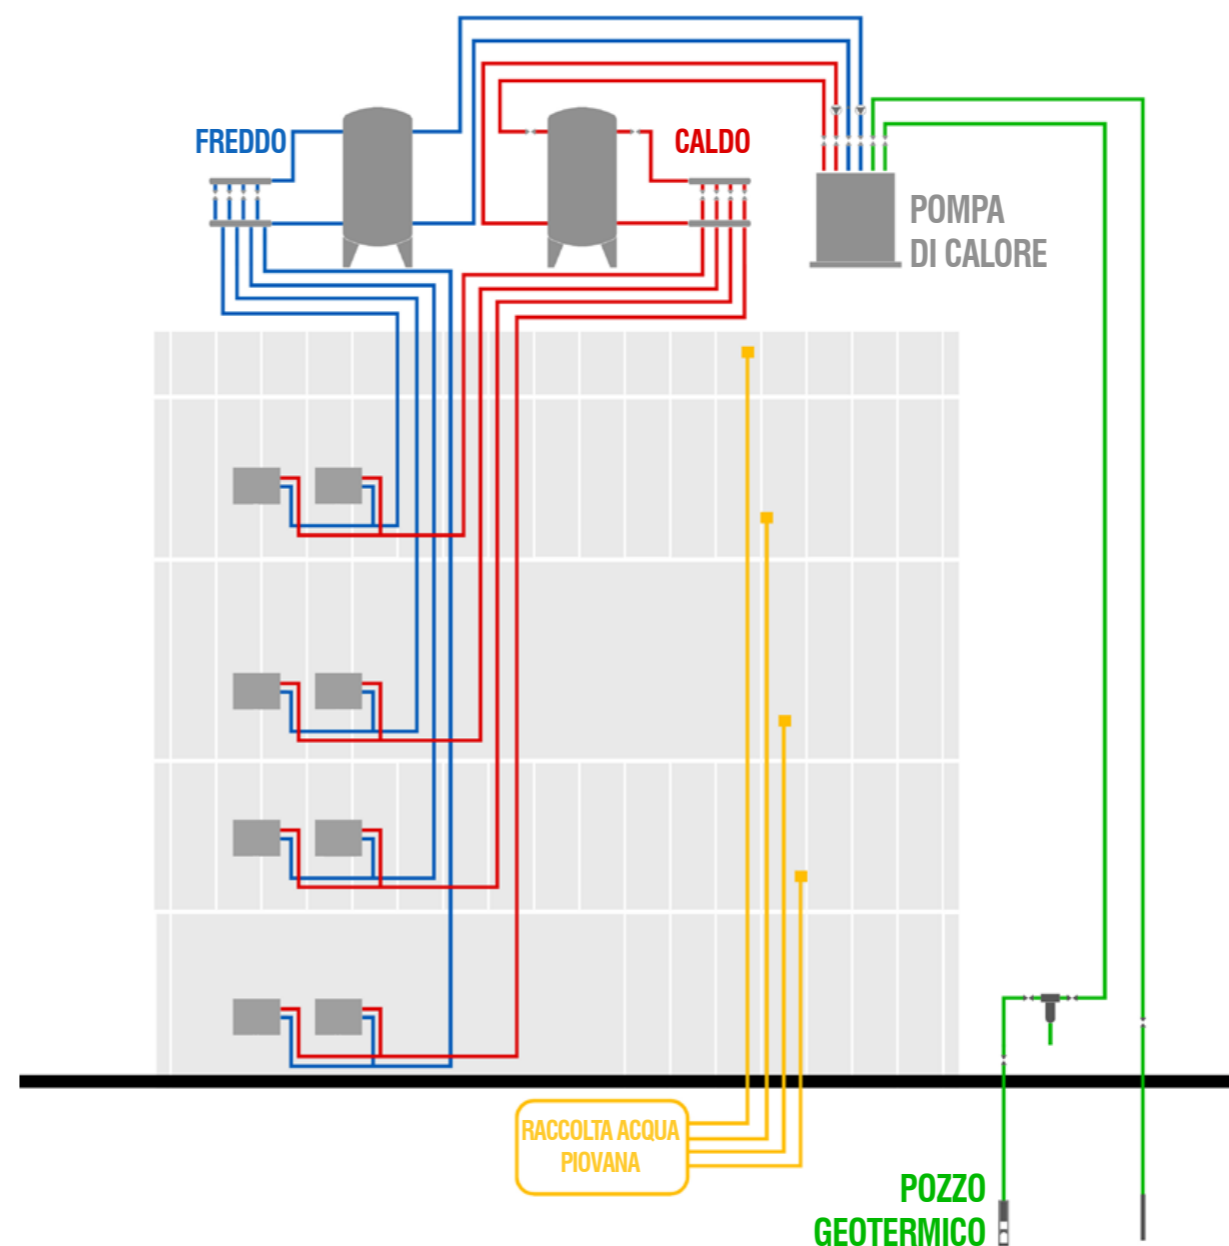 FREDDO
CALDO
POMPA
DI CALORE
RACCOLTA ACQUA
PIOVANA
POZZO
GEOTERMICO